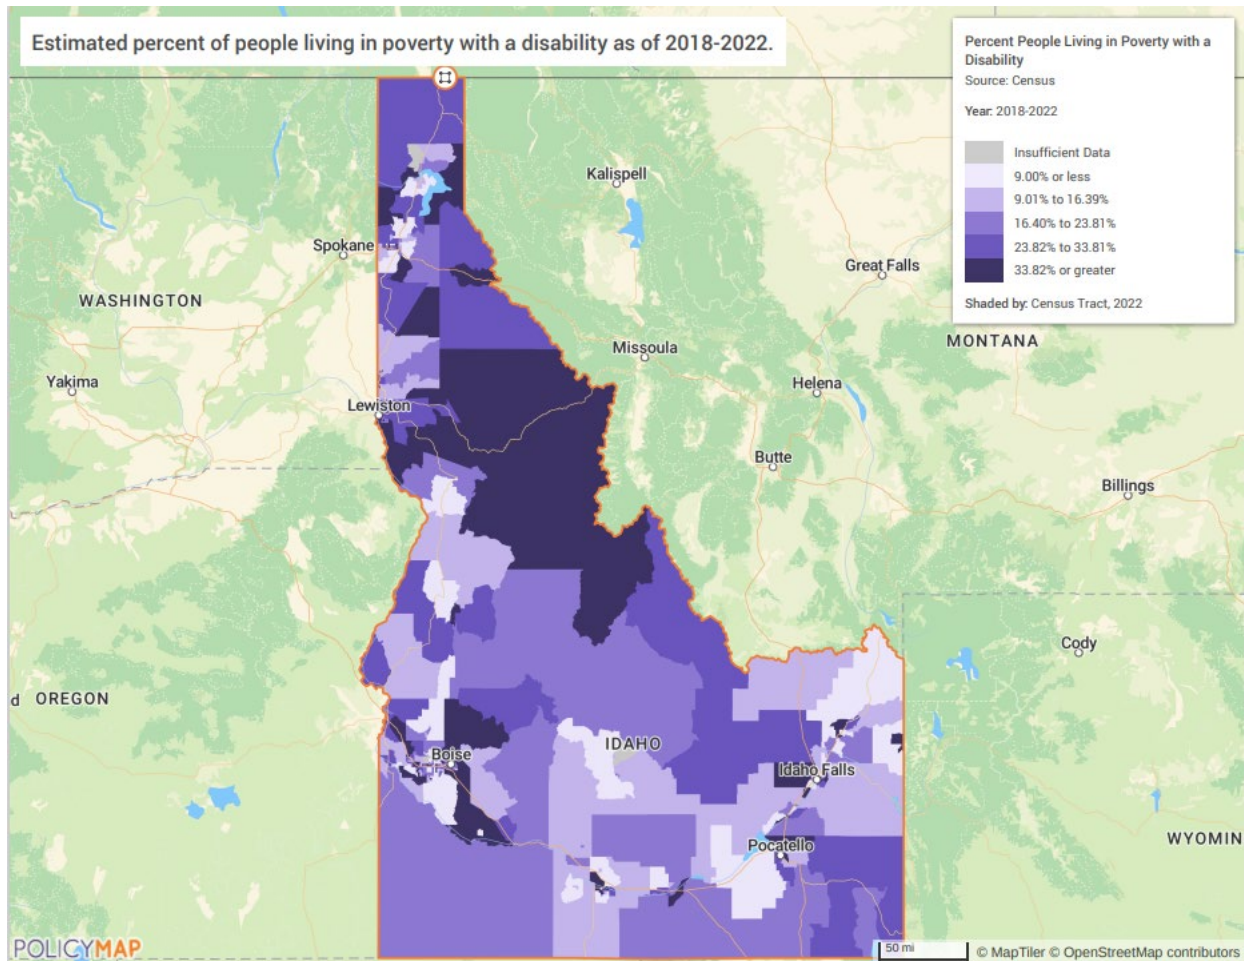 Estimated percent of people living in poverty with a disability as of 2018-2022.
Percent People Living in Poverty with a
Disability
Source: Census
Year: 2018-2022
Insufficient Data
9.00% or less
9.01% to 16.39%
16.40% to 23.81%
23.82% to 33.81%
33.82% or greater
Shaded by: Census Tract, 2022
Kalispell
Spokane
Great Falls
WASHINGTON
MONTANA
Missoula
Yakima
Helena
Lewiston
Butte
Billings
Cody
d OREGON
IDAHO
Boise
Idaho Falls
WYOMIN
Pocatello
POLICYMAP
50 mi
© MapTiler © OpenStreetMap contributors